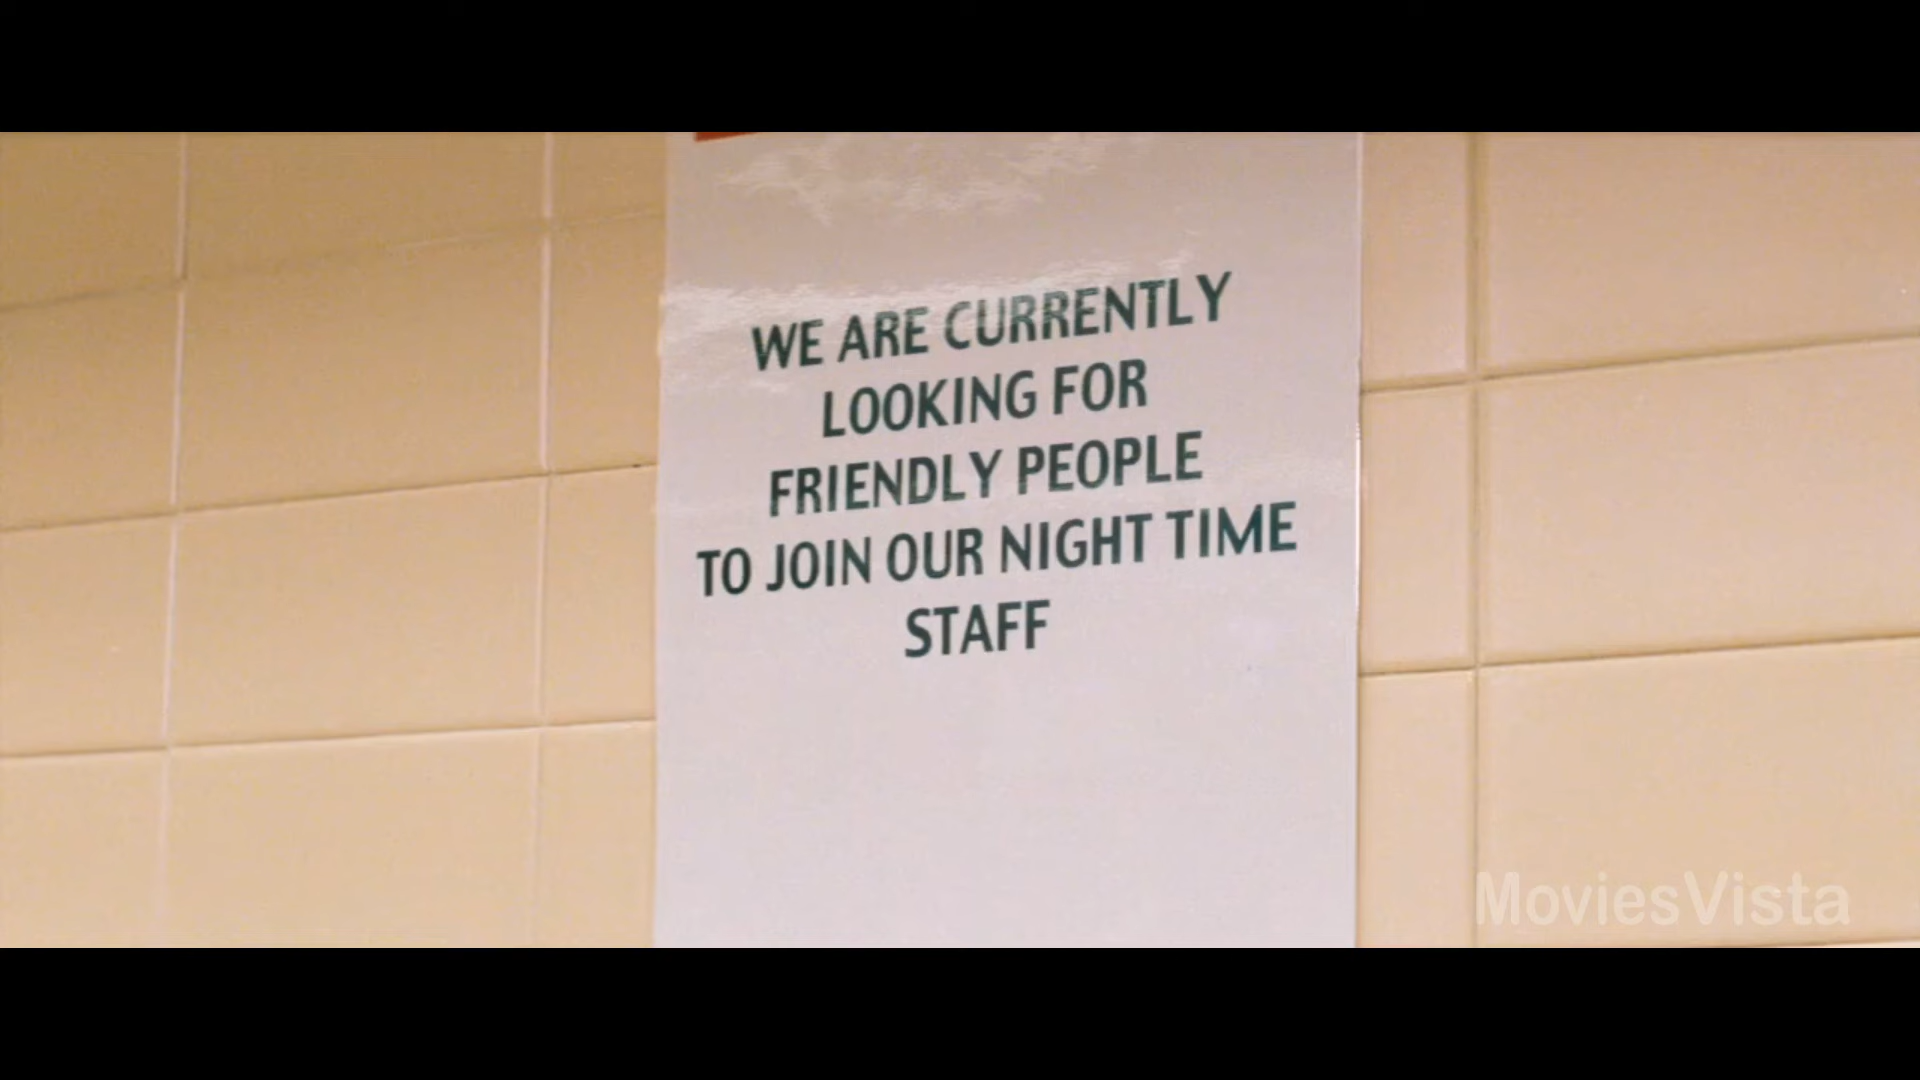 WE ARE CURRENTLY
LOOKING FOR
FRIENDLY PEOPLE
TO JOIN OUR NIGHT TIME
STAFF
MoviesVista